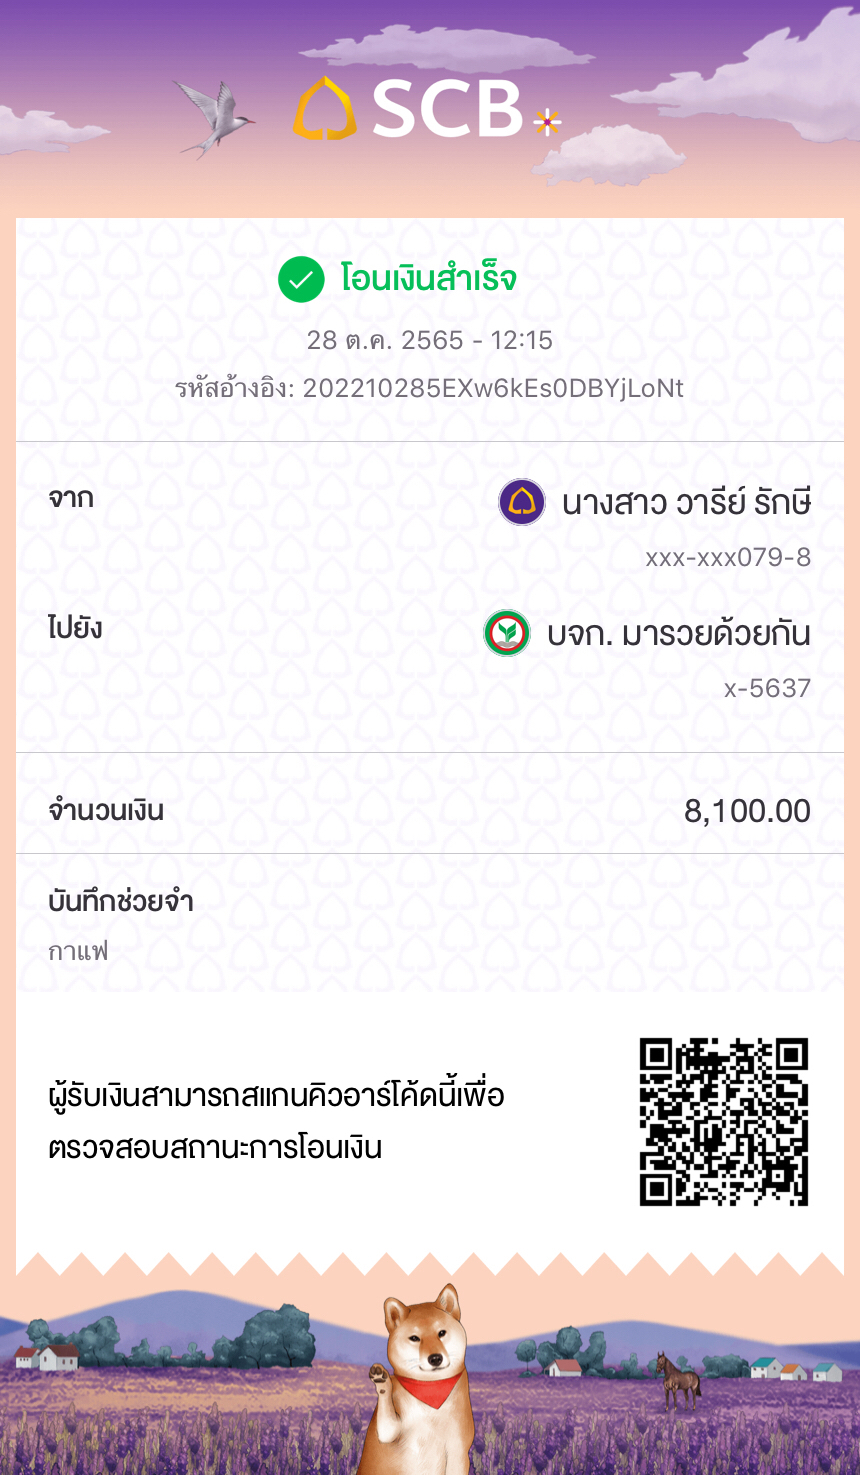 SCB
โอนเงินสำเร็จ
28 ต.ค. 2565 - 12:15
รหัสอ้างอิง: 202210285EXw6kEs0DBYjLoNt
จาก
นางสาว วารีย์ รักษี
xxx-xxx079-8
ไปยัง
บจก. มารวยด้วยกัน
x-5637
จำนวนเงิน
8,100.00
บันทึกช่วยจำ
กาแฟ
ผู้รับเงินสามารถสแกนคิวอาร์โค้ดนี้เพื่อ
ตรวจสอบสถานะการโอนเงิน